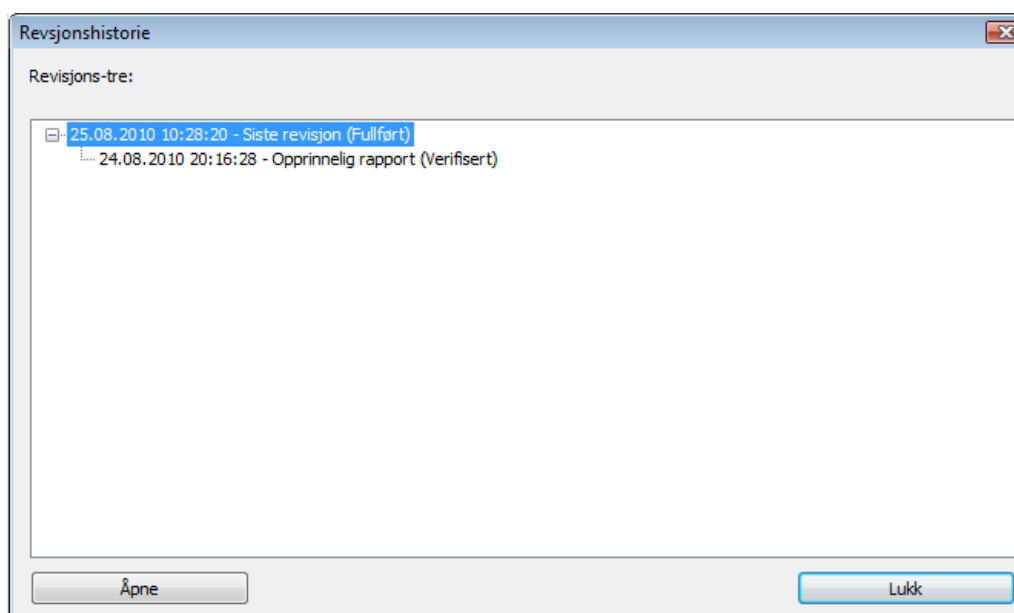 Revsjonshistorie
Revisjons-tre:
25.08.2010 10:28:20 - Siste revisjon (Fullført)
24.08.2010 20:16:28 - Opprinnelig rapport (Verifisert)
Åpne Lukk